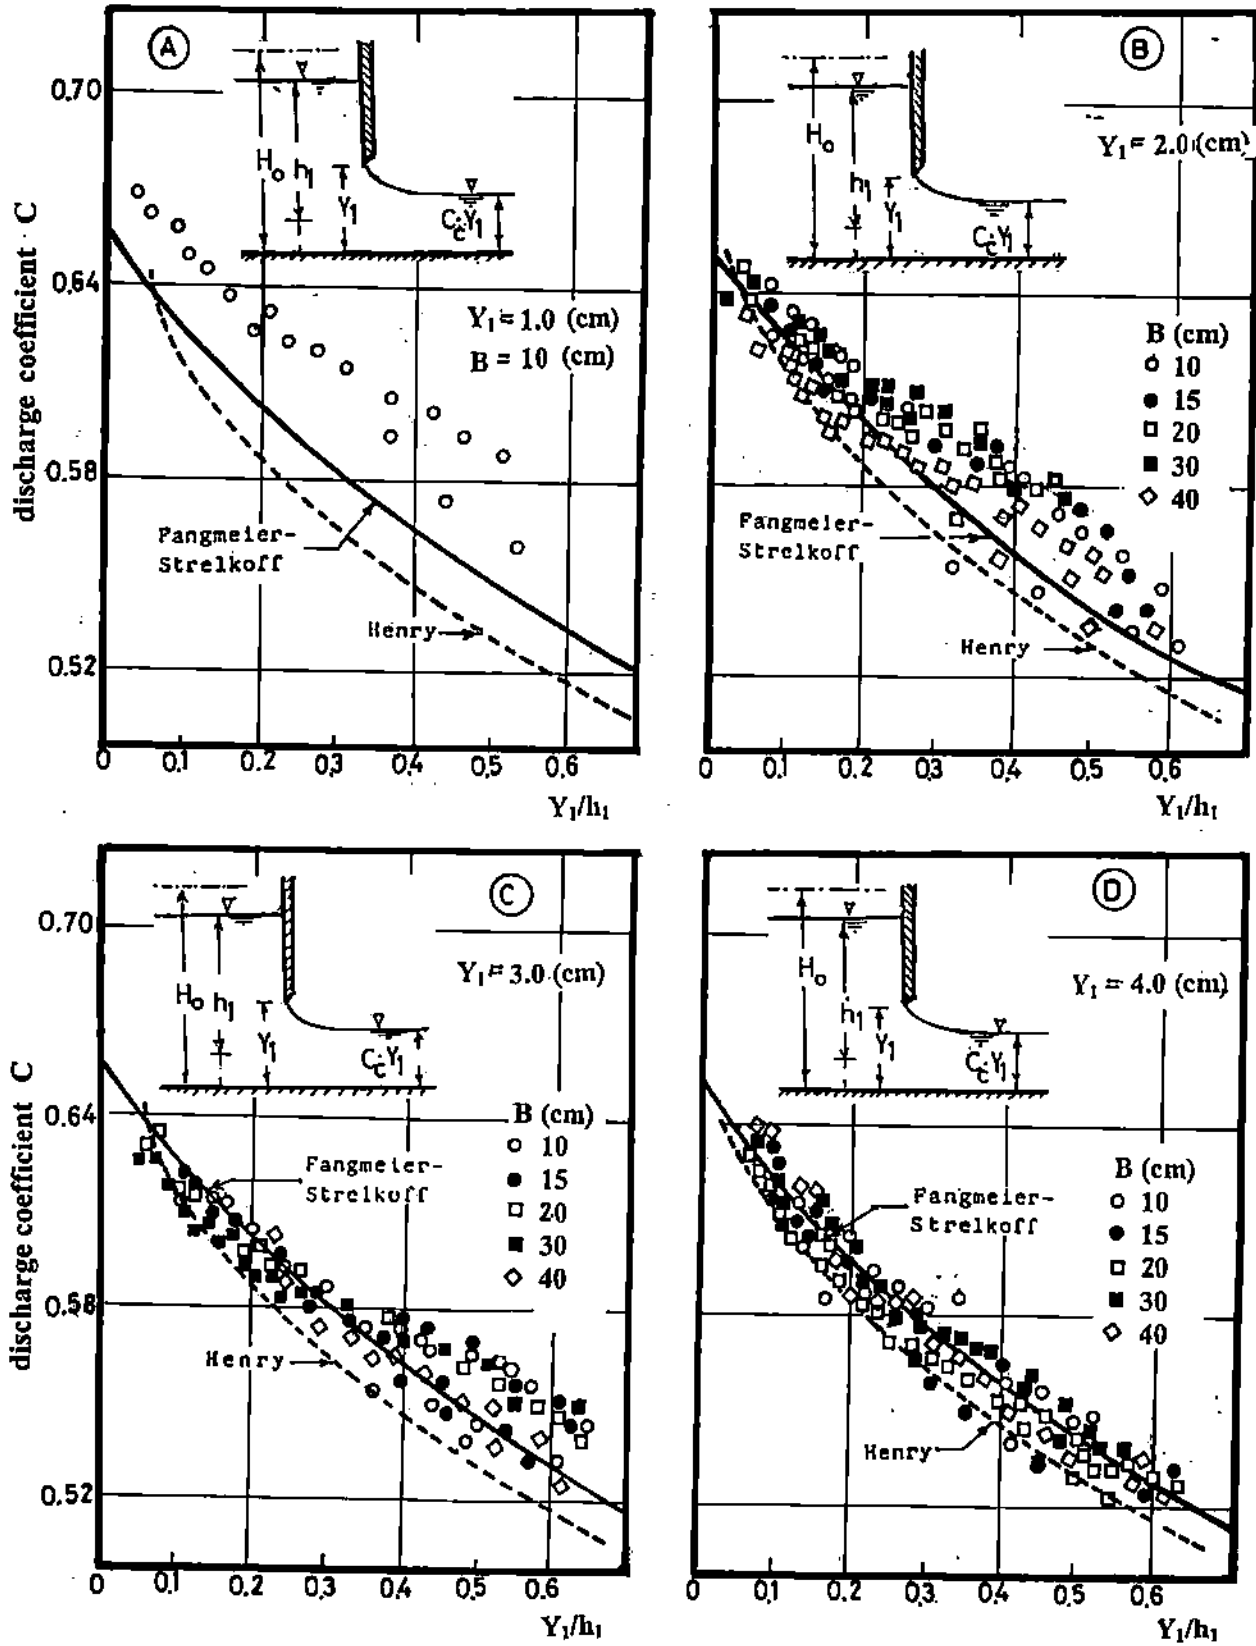 A
0.70
H₀
h₁
Y₁
C꜀·Y₁
0.64
Y₁ = 1.0 (cm)
B = 10 (cm)
0.58
Fangmeier-
Strelkoff
Henry
0.52
discharge coefficient · C
0 0.1 0.2 0.3 0.4 0.5 0.6
Y₁/h₁
B
Y₁ = 2.0 (cm)
H₀
h₁
Y₁
C꜀·Y₁
B (cm)
10
15
20
30
40
Fangmeier-
Strelkoff
Henry
0 0.1 0.2 0.3 0.4 0.5 0.6
Y₁/h₁
C
0.70
Y₁ = 3.0 (cm)
H₀
h₁
Y₁
C꜀·Y₁
0.64
B (cm)
10
15
20
30
40
Fangmeier-
Strelkoff
0.58
Henry
0.52
discharge coefficient C
0 0.1 0.2 0.3 0.4 0.5 0.6
Y₁/h₁
D
Y₁ = 4.0 (cm)
H₀
h₁
Y₁
C꜀·Y₁
B (cm)
10
15
20
30
40
Fangmeier-
Strelkoff
Henry
0 0.1 0.2 0.3 0.4 0.5 0.6
Y₁/h₁